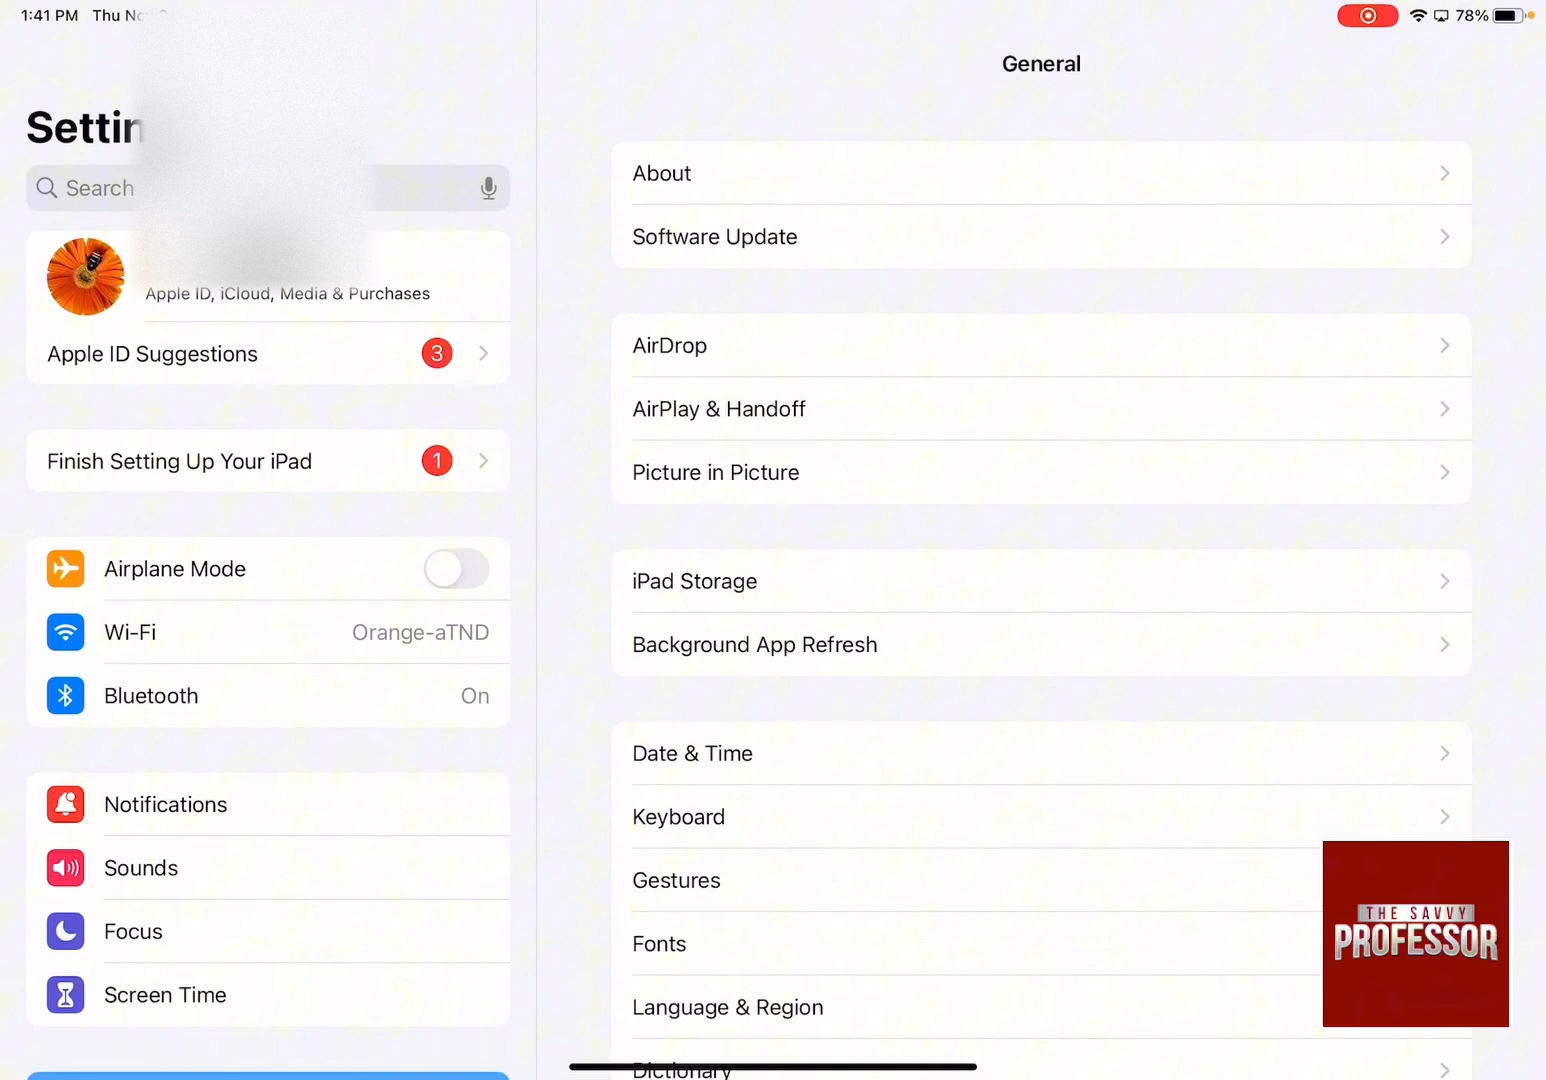 1:41 PM Thu
78%
Settin
General
Search
Apple ID, iCloud, Media & Purchases
Apple ID Suggestions
3
Finish Setting Up Your iPad
1
Airplane Mode
Wi-Fi
Orange-aTND
Bluetooth
On
Notifications
Sounds
Focus
Screen Time
About
Software Update
AirDrop
AirPlay & Handoff
Picture in Picture
iPad Storage
Background App Refresh
Date & Time
Keyboard
Gestures
Fonts
Language & Region
Dictionary
THE SAVVY
PROFESSOR